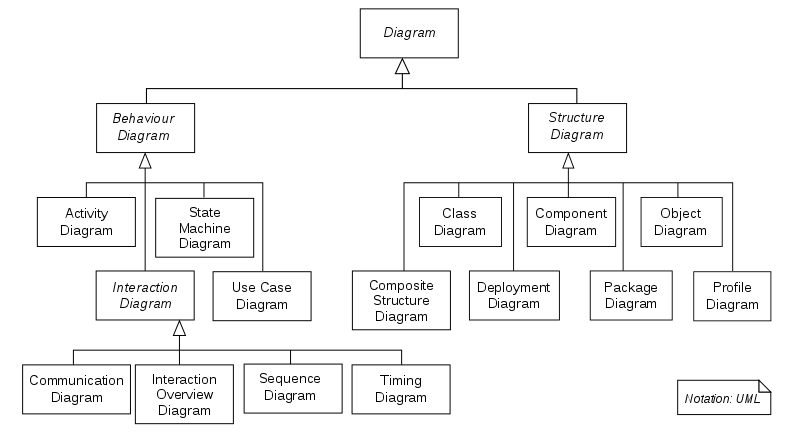 Diagram
Behaviour
Diagram
Structure
Diagram
Activity
Diagram
State
Machine
Diagram
Class
Diagram
Component
Diagram
Object
Diagram
Interaction
Diagram
Use Case
Diagram
Composite
Structure
Diagram
Deployment
Diagram
Package
Diagram
Profile
Diagram
Communication
Diagram
Interaction
Overview
Diagram
Sequence
Diagram
Timing
Diagram
Notation: UML